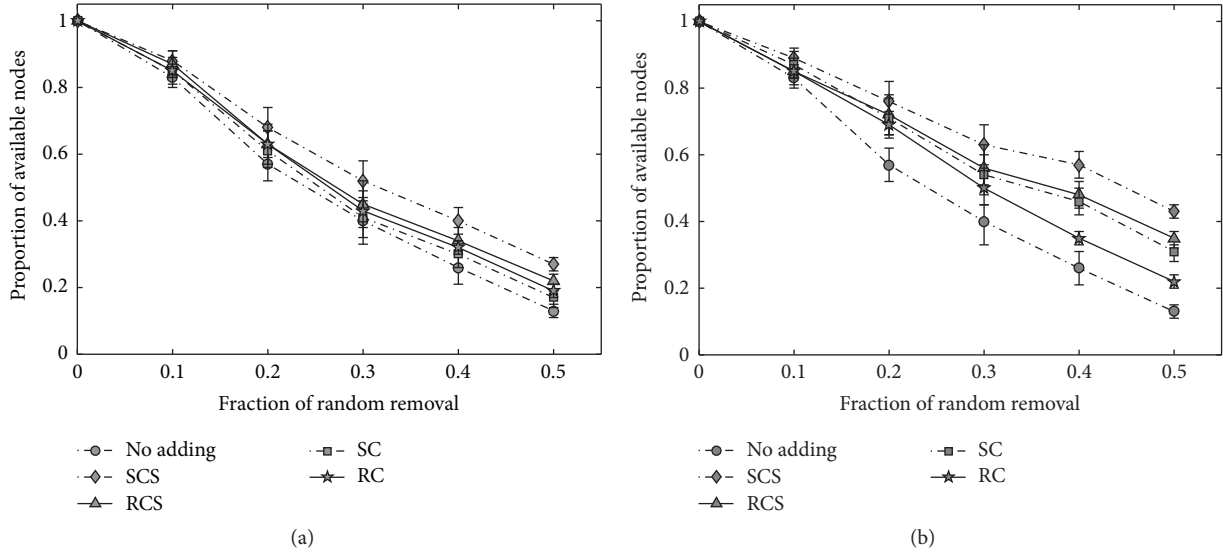 Proportion of available nodes
1
0.8
0.6
0.4
0.2
0
0 0.1 0.2 0.3 0.4 0.5
Fraction of random removal
No adding
SCS
RCS
SC
RC
(a)
Proportion of available nodes
1
0.8
0.6
0.4
0.2
0
0 0.1 0.2 0.3 0.4 0.5
Fraction of random removal
No adding
SCS
RCS
SC
RC
(b)